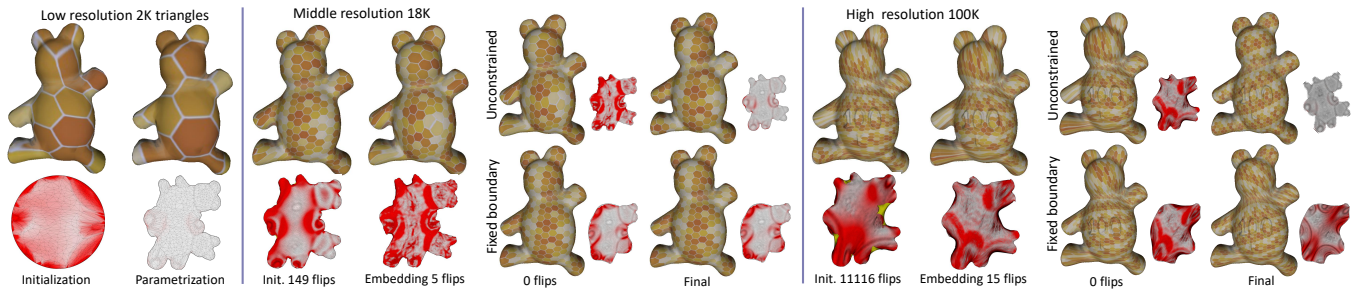 Low resolution 2K triangles
Initialization
Parametrization
Middle resolution 18K
Init. 149 flips
Embedding 5 flips
Unconstrained
Fixed boundary
0 flips
Final
High resolution 100K
Init. 11116 flips
Embedding 15 flips
Unconstrained
Fixed boundary
0 flips
Final